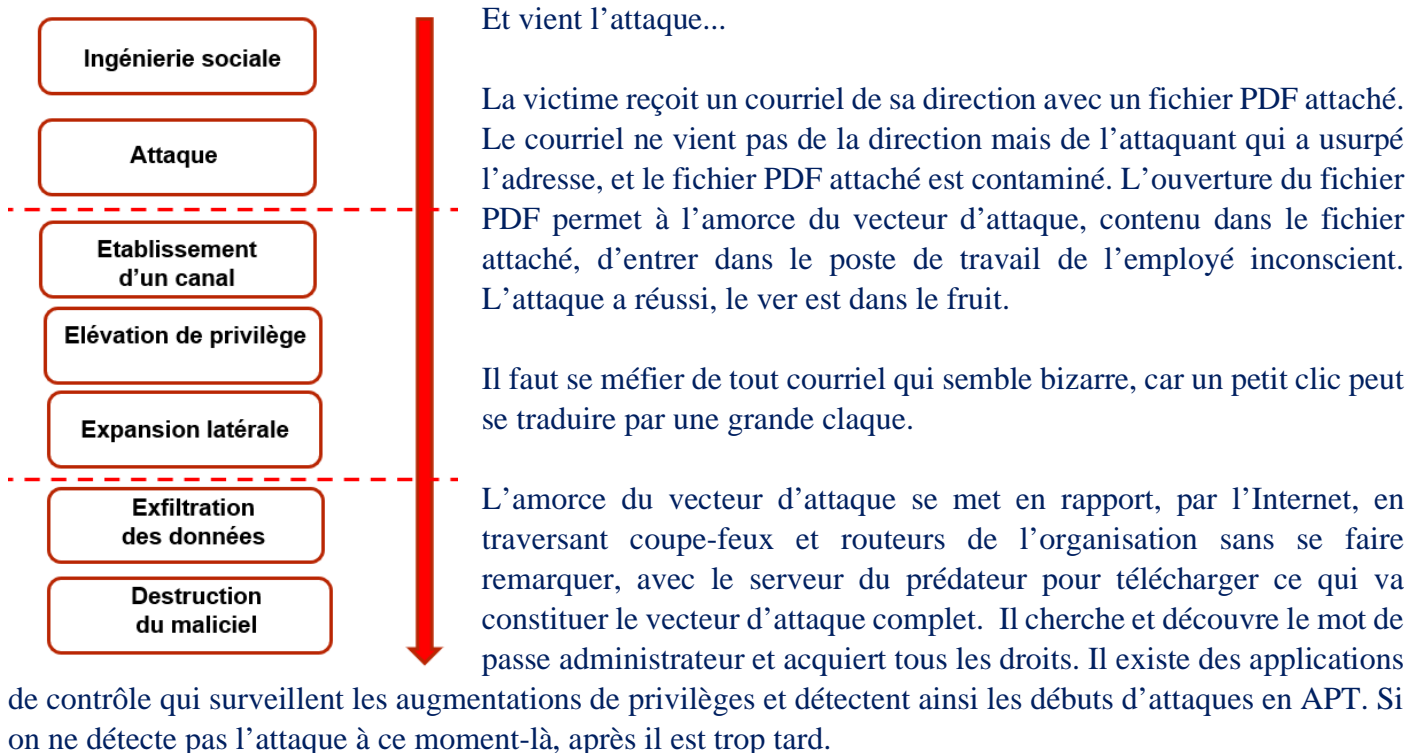 Ingénierie sociale
Attaque
Etablissement
d'un canal
Elévation de privilège
Expansion latérale
Exfiltration
des données
Destruction
du maliciel
Et vient l’attaque...
La victime reçoit un courriel de sa direction avec un fichier PDF attaché.
Le courriel ne vient pas de la direction mais de l’attaquant qui a usurpé
l’adresse, et le fichier PDF attaché est contaminé. L’ouverture du fichier
PDF permet à l’amorce du vecteur d’attaque, contenu dans le fichier
attaché, d’entrer dans le poste de travail de l’employé inconscient.
L’attaque a réussi, le ver est dans le fruit.
Il faut se méfier de tout courriel qui semble bizarre, car un petit clic peut
se traduire par une grande claque.
L’amorce du vecteur d’attaque se met en rapport, par l’Internet, en
traversant coupe-feux et routeurs de l’organisation sans se faire
remarquer, avec le serveur du prédateur pour télécharger ce qui va
constituer le vecteur d’attaque complet. Il cherche et découvre le mot de
passe administrateur et acquiert tous les droits. Il existe des applications
de contrôle qui surveillent les augmentations de privilèges et détectent ainsi les débuts d’attaques en APT. Si
on ne détecte pas l’attaque à ce moment-là, après il est trop tard.